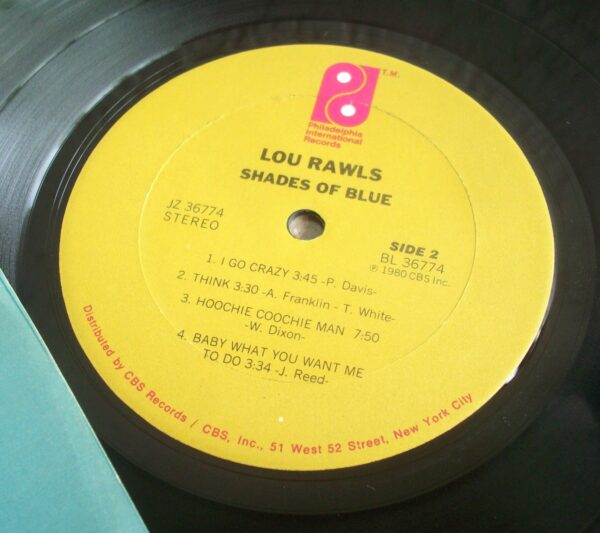 T.M.
Philadelphia
International
Records
LOU RAWLS
SHADES OF BLUE
JZ 36774
STEREO
SIDE 2
BL 36774
℗ 1980 CBS Inc.
1. I GO CRAZY 3:45 -P. Davis-
2. THINK 3:30 -A. Franklin - T. White-
3. HOOCHIE COOCHIE MAN 7:50
-W. Dixon-
4. BABY WHAT YOU WANT ME
TO DO 3:34 -J. Reed-
Distributed by CBS Records / CBS, Inc., 51 West 52 Street, New York City